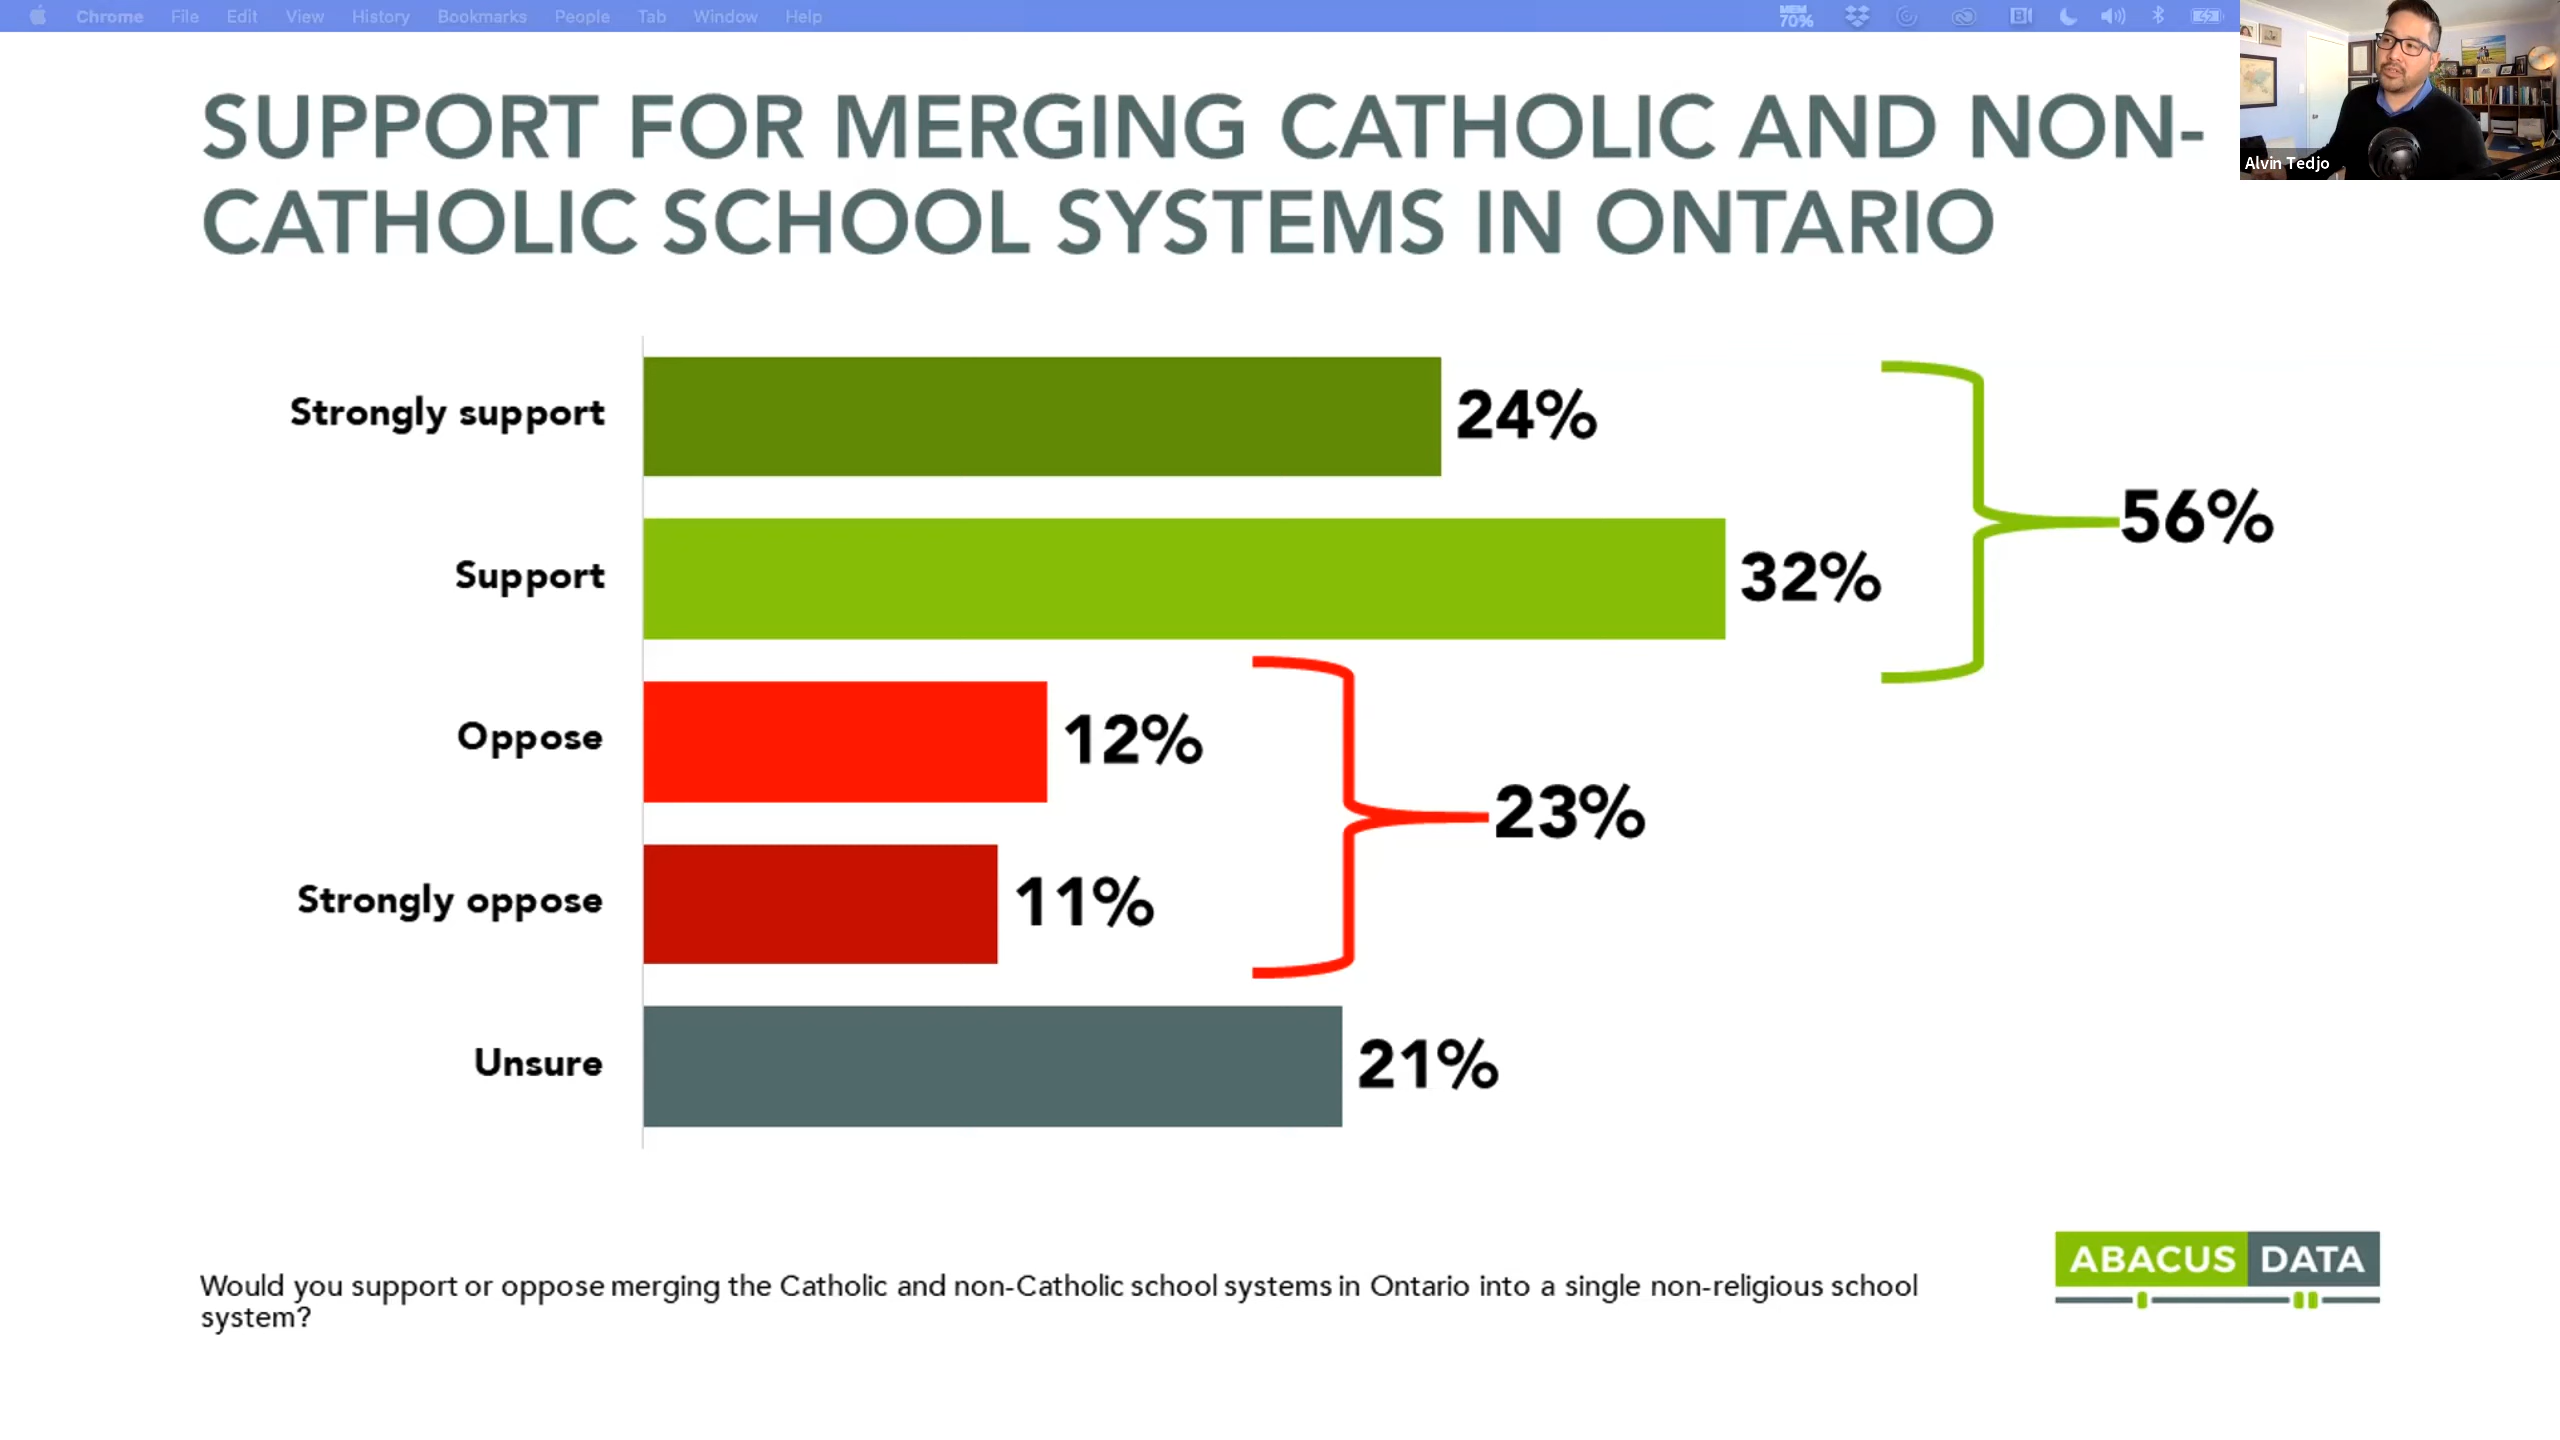 Chrome File Edit View History Bookmarks People Tab Window Help
MEM
70%
Alvin Tedjo
SUPPORT FOR MERGING CATHOLIC AND NON-
CATHOLIC SCHOOL SYSTEMS IN ONTARIO
Strongly support 24%
56%
Support 32%
Oppose 12%
23%
Strongly oppose 11%
Unsure 21%
Would you support or oppose merging the Catholic and non-Catholic school systems in Ontario into a single non-religious school
system?
ABACUS DATA